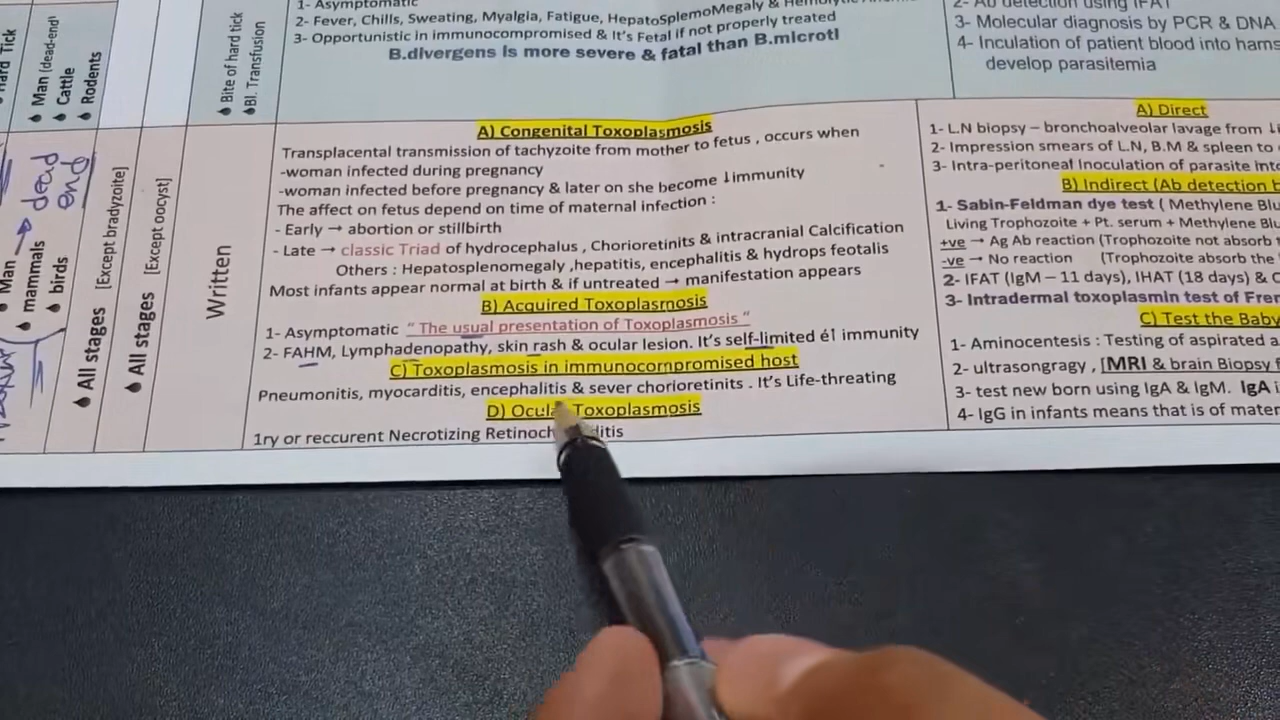 1- Asymptomatic
2- Fever, Chills, Sweating, Myalgia, Fatigue, HepatoSplemoMegaly &
3- Opportunistic in immunocompromised & It's Fetal if not properly treated
B.divergens is more severe & fatal than B.microti
2- Ab detection using IFAT
3- Molecular diagnosis by PCR & DNA
4- Inculation of patient blood into hams
develop parasitemia
Hard Tick
Man (dead-end)
Cattle
Rodents
Bite of hard tick
Bl. Transfusion
Man → dead end
mammals
birds
All stages [Except bradyzoite]
All stages [Except oocyst]
Written
A) Congenital Toxoplasmosis
Transplacental transmission of tachyzoite from mother to fetus , occurs when
-woman infected during pregnancy
-woman infected before pregnancy & later on she become ↓immunity
The affect on fetus depend on time of maternal infection :
- Early → abortion or stillbirth
- Late → classic Triad of hydrocephalus , Chorioretinits & intracranial Calcification
Others : Hepatosplenomegaly ,hepatitis, encephalitis & hydrops feotalis
Most infants appear normal at birth & if untreated → manifestation appears
B) Acquired Toxoplasmosis
1- Asymptomatic “ The usual presentation of Toxoplasmosis “
2- FAHM, Lymphadenopathy, skin rash & ocular lesion. It's self-limited é↑ immunity
C) Toxoplasmosis in immunocompromised host
Pneumonitis, myocarditis, encephalitis & sever chorioretinits . It's Life-threating
D) Ocular Toxoplasmosis
1ry or reccurent Necrotizing
A) Direct
1- L.N biopsy – bronchoalveolar lavage from
2- Impression smears of L.N, B.M & spleen to
3- Intra-peritoneal Inoculation of parasite into
B) Indirect (Ab detection
1- Sabin-Feldman dye test ( Methylene Blu
Living Trophozoite + Pt. serum + Methylene Blu
+ve → Ag Ab reaction (Trophozoite not absorb
-ve → No reaction (Trophozoite absorb the
2- IFAT (IgM – 11 days), IHAT (18 days) &
3- Intradermal toxoplasmin test of Fren
C) Test the Baby
1- Aminocentesis : Testing of aspirated a
2- ultrasongragy , [MRI & brain Biopsy
3- test new born using IgA & IgM. IgA i
4- IgG in infants means that is of mater